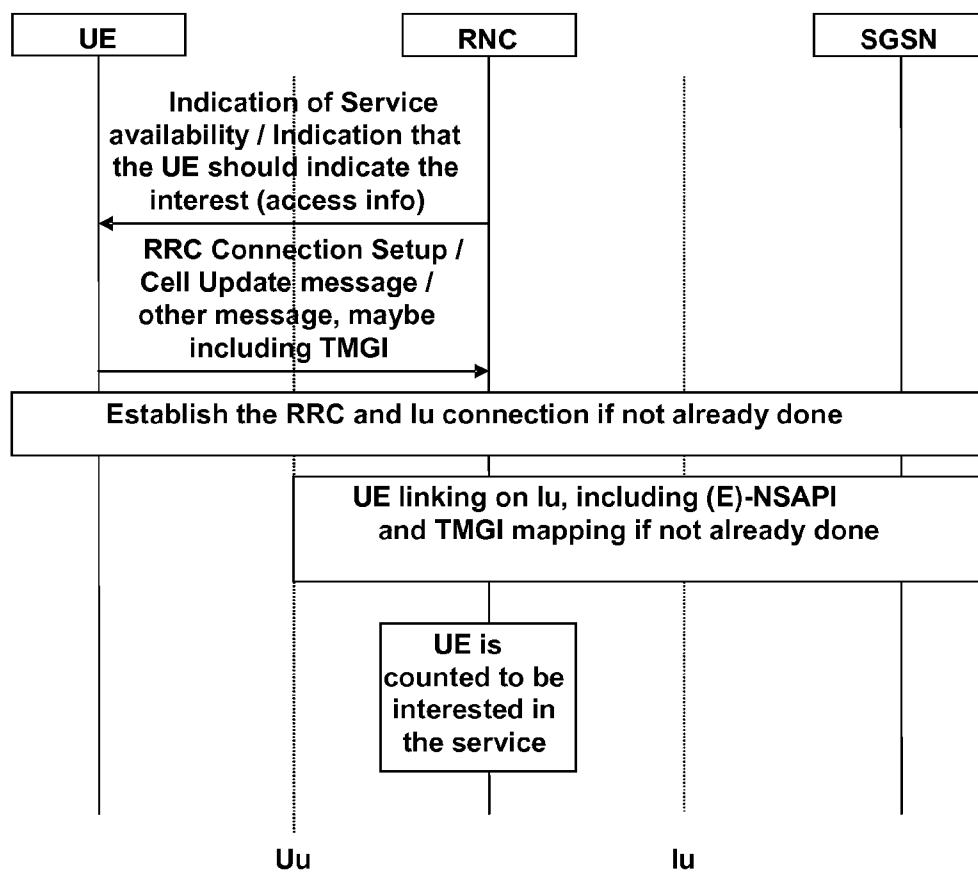 UE
RNC
SGSN
Indication of Service
availability / Indication that
the UE should indicate the
interest (access info)
RRC Connection Setup /
Cell Update message /
other message, maybe
including TMGI
Establish the RRC and Iu connection if not already done
UE linking on Iu, including (E)-NSAPI
and TMGI mapping if not already done
UE is
counted to be
interested in
the service
Uu
Iu